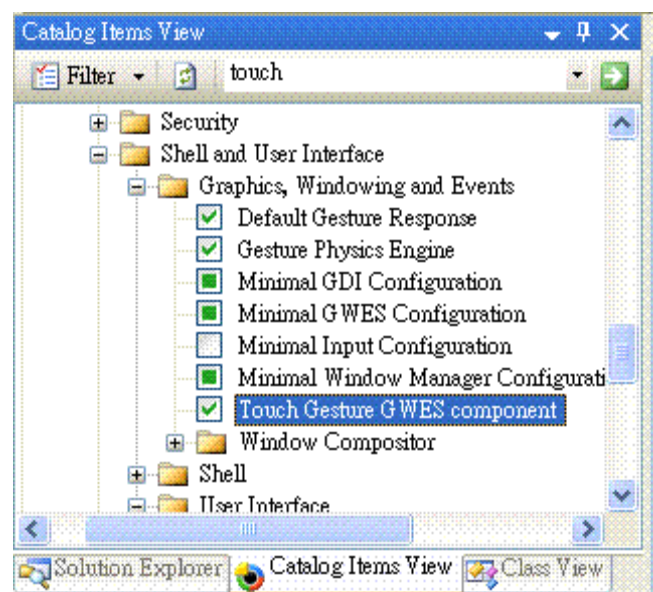 Catalog Items View
Filter touch
Security
Shell and User Interface
Graphics, Windowing and Events
Default Gesture Response
Gesture Physics Engine
Minimal GDI Configuration
Minimal GWES Configuration
Minimal Input Configuration
Minimal Window Manager Configurati
Touch Gesture GWES component
Window Compositor
Shell
User Interface
Solution Explorer Catalog Items View Class View